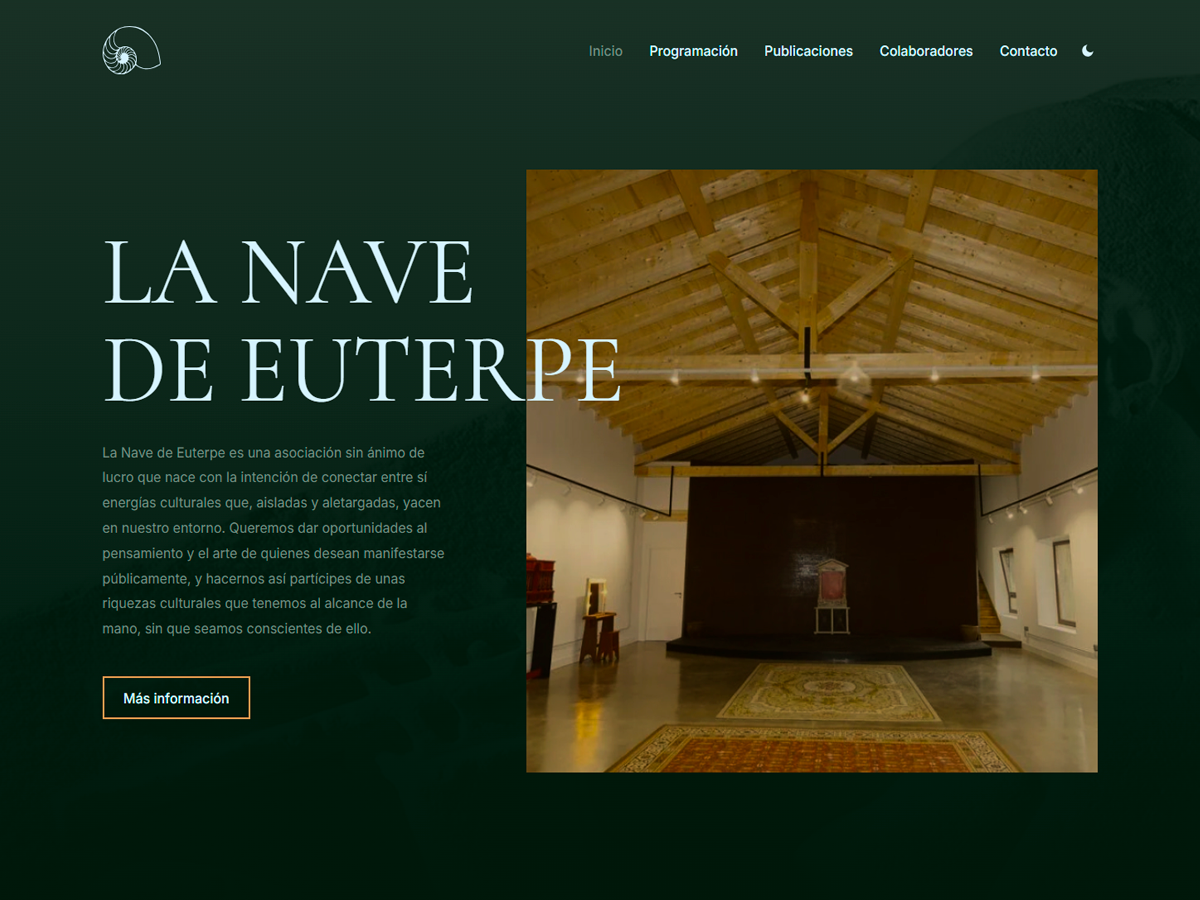 Inicio Programación Publicaciones Colaboradores Contacto
LA NAVE
DE EUTERPE
La Nave de Euterpe es una asociación sin ánimo de
lucro que nace con la intención de conectar entre sí
energías culturales que, aisladas y aletargadas, yacen
en nuestro entorno. Queremos dar oportunidades al
pensamiento y el arte de quienes desean manifestarse
públicamente, y hacernos así partícipes de unas
riquezas culturales que tenemos al alcance de la
mano, sin que seamos conscientes de ello.
Más información